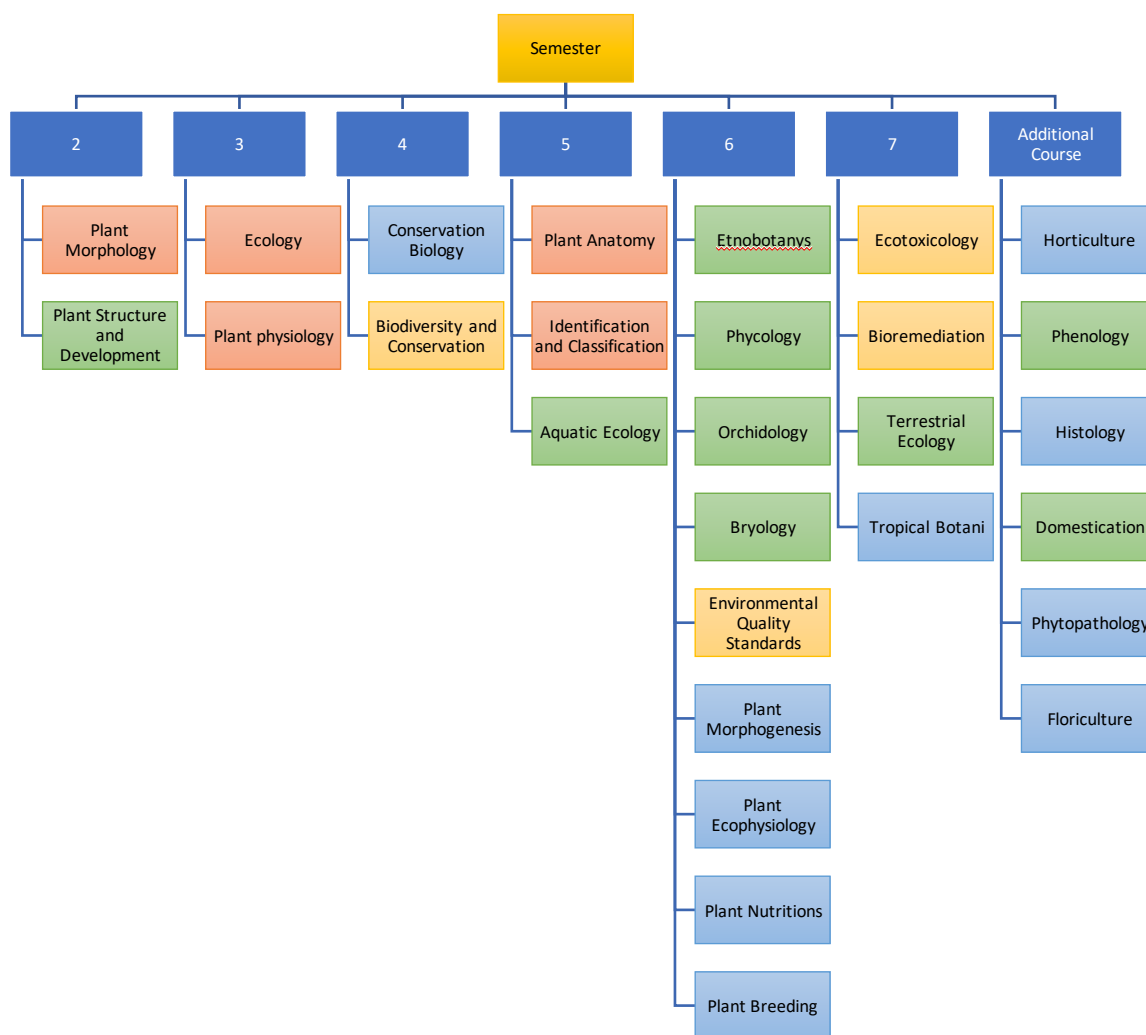 Semester
2
3
4
5
6
7
Additional
Course
Plant
Morphology
Plant Structure
and
Development
Ecology
Plant physiology
Conservation
Biology
Biodiversity and
Conservation
Plant Anatomy
Identification
and Classification
Aquatic Ecology
Etnobotanys
Phycology
Orchidology
Bryology
Environmental
Quality
Standards
Plant
Morphogenesis
Plant
Ecophysiology
Plant Nutritions
Plant Breeding
Ecotoxicology
Bioremediation
Terrestrial
Ecology
Tropical Botani
Horticulture
Phenology
Histology
Domestication
Phytopathology
Floriculture